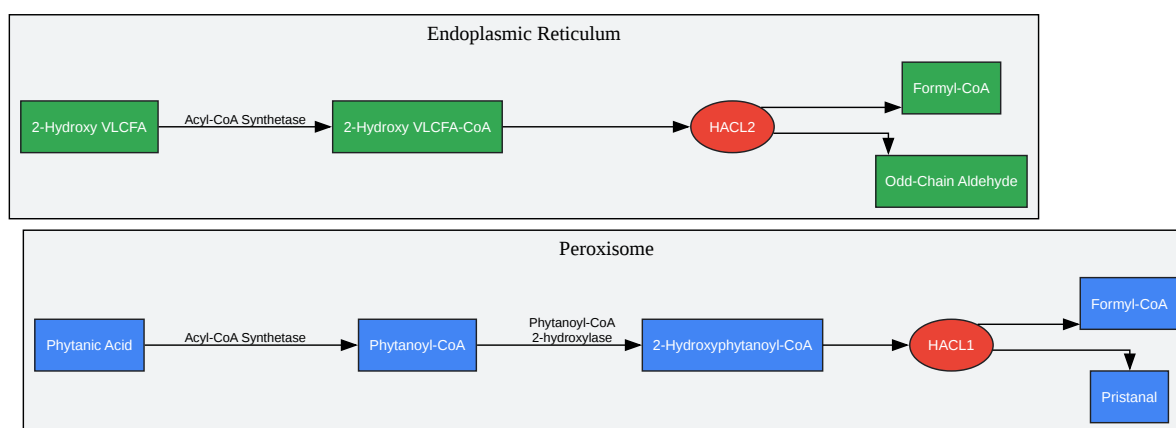 Endoplasmic Reticulum
Formyl-CoA
2-Hydroxy VLCFA
Acyl-CoA Synthetase
2-Hydroxy VLCFA-CoA
HACL2
Odd-Chain Aldehyde
Peroxisome
Formyl-CoA
Phytanic Acid
Acyl-CoA Synthetase
Phytanoyl-CoA
Phytanoyl-CoA
2-hydroxylase
2-Hydroxyphytanoyl-CoA
HACL1
Pristanal